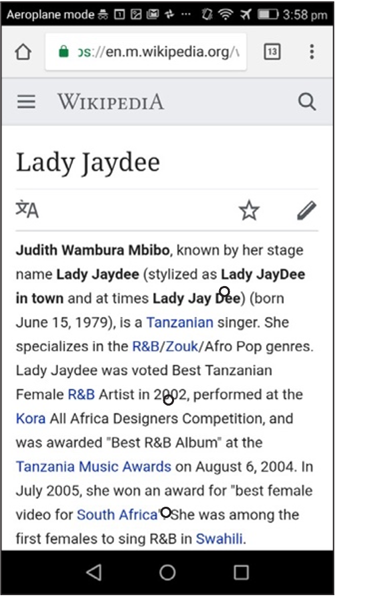 Aeroplane mode 3:58 pm
ps://en.m.wikipedia.org/ 13
WIKIPEDIA
Lady Jaydee
文A
Judith Wambura Mbibo, known by her stage
name Lady Jaydee (stylized as Lady JayDee
in town and at times Lady Jay Dee) (born
June 15, 1979), is a Tanzanian singer. She
specializes in the R&B/Zouk/Afro Pop genres.
Lady Jaydee was voted Best Tanzanian
Female R&B Artist in 2002, performed at the
Kora All Africa Designers Competition, and
was awarded "Best R&B Album" at the
Tanzania Music Awards on August 6, 2004. In
July 2005, she won an award for "best female
video for South Africa". She was among the
first females to sing R&B in Swahili.